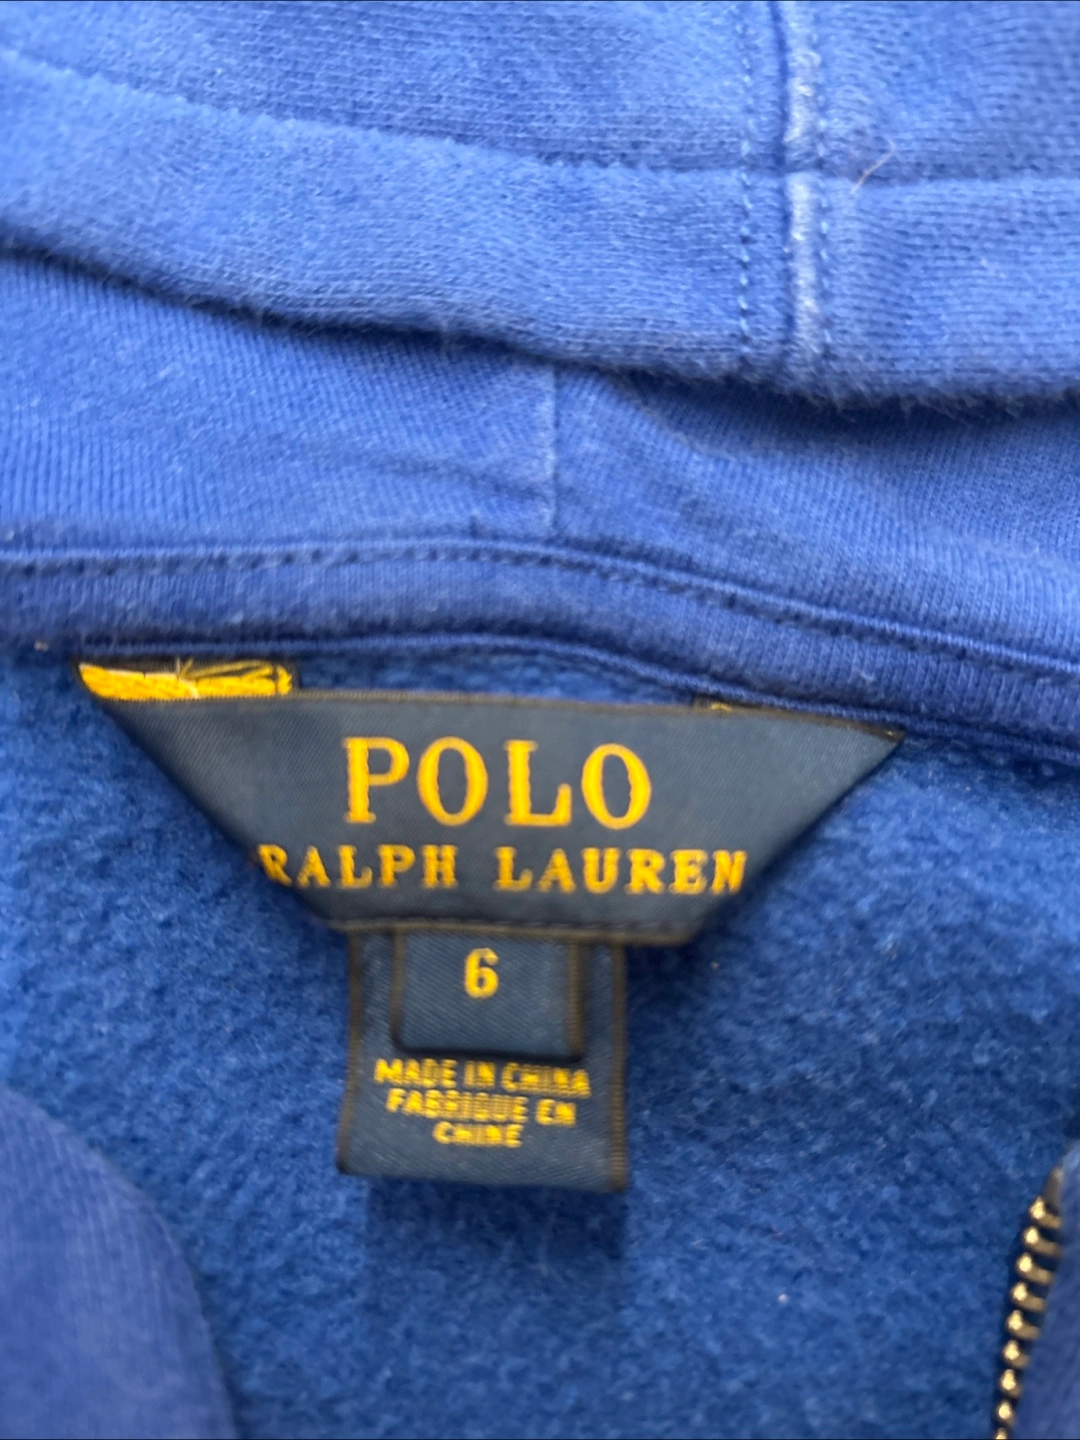 POLO
RALPH LAUREN
6
MADE IN CHINA
FABRIQUE EN
CHINE